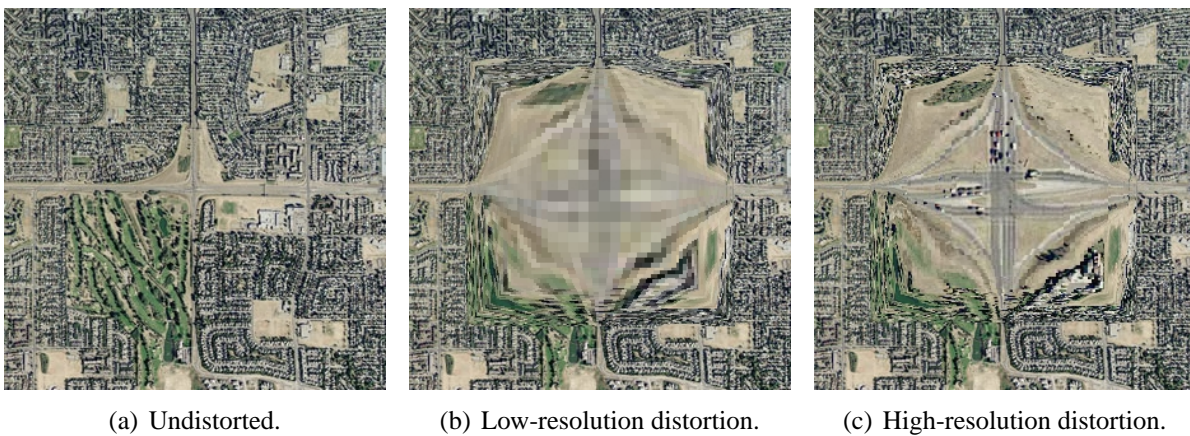 (a) Undistorted.
(b) Low-resolution distortion.
(c) High-resolution distortion.